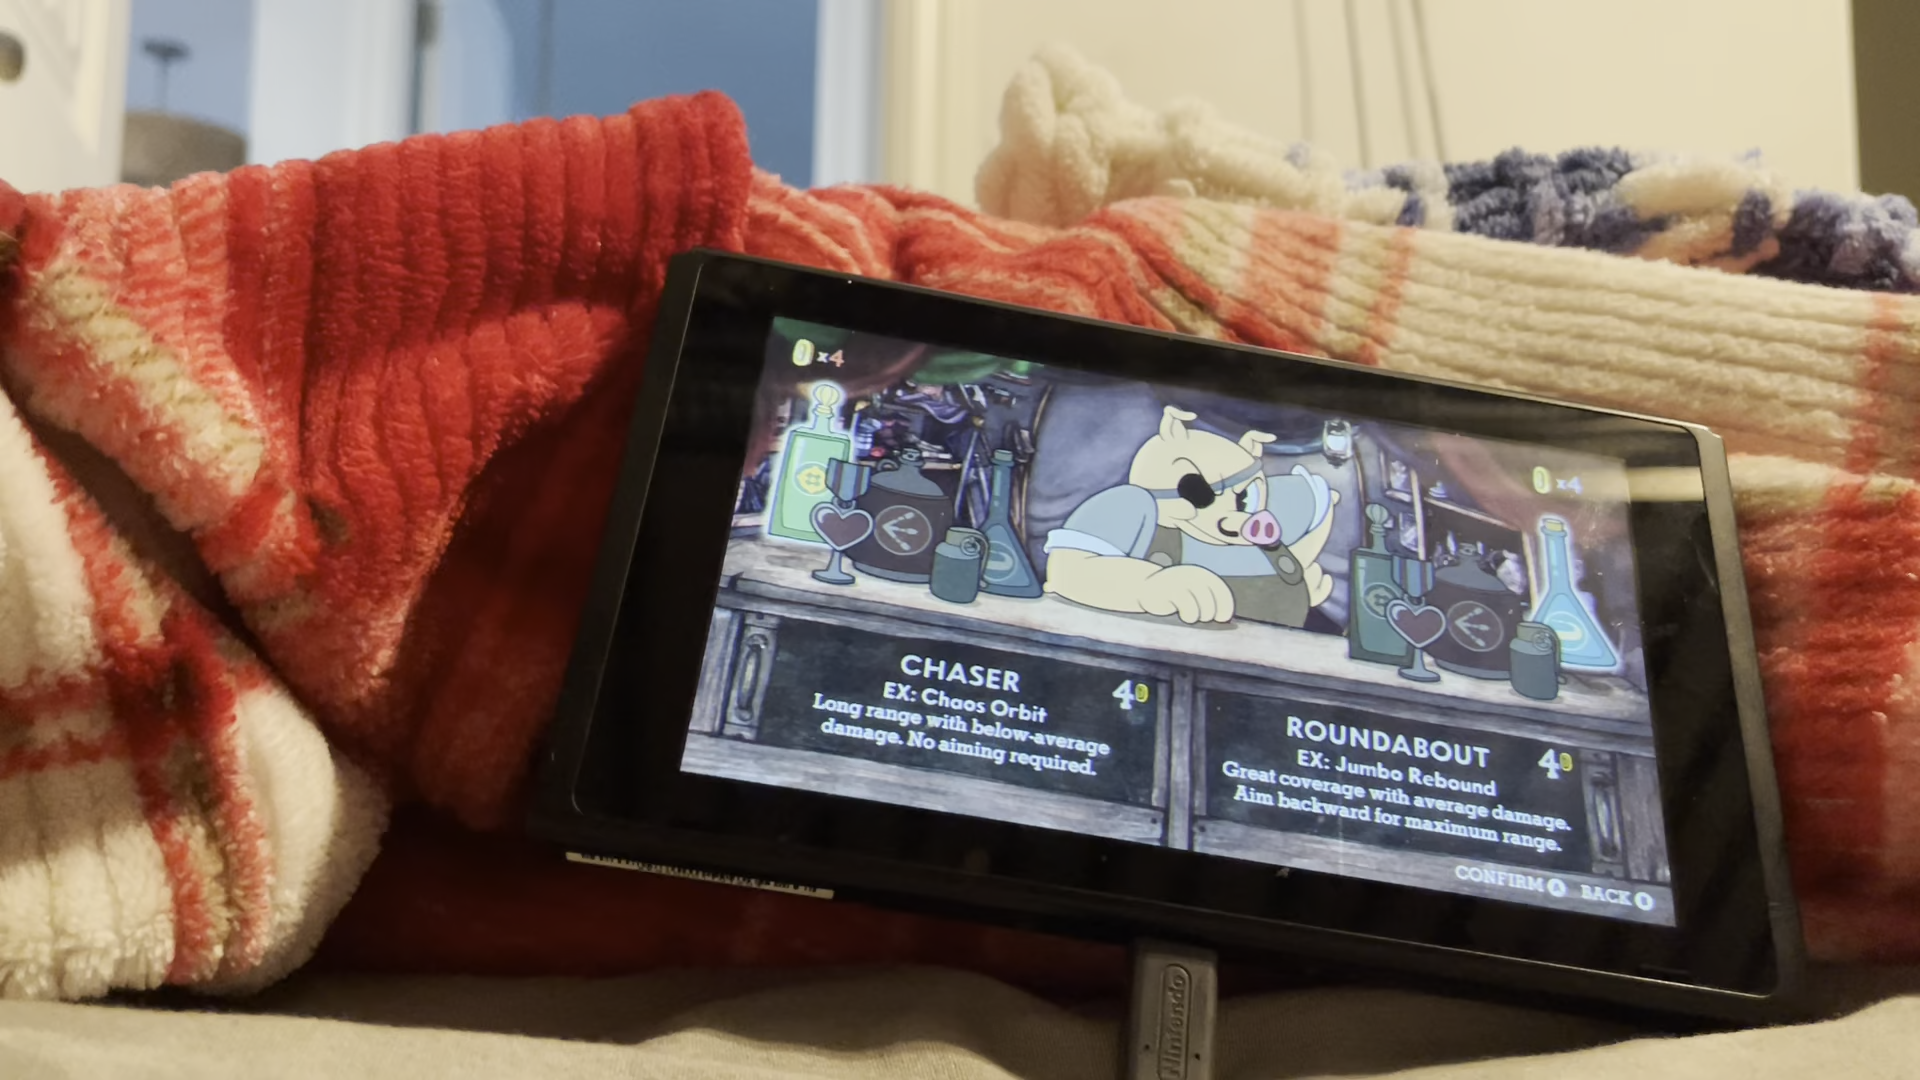 x4
x4
CHASER
4
EX: Chaos Orbit
Long range with below-average
damage. No aiming required.
ROUNDABOUT
4
EX: Jumbo Rebound
Great coverage with average damage.
Aim backward for maximum range.
CONFIRM A BACK
Nintendo